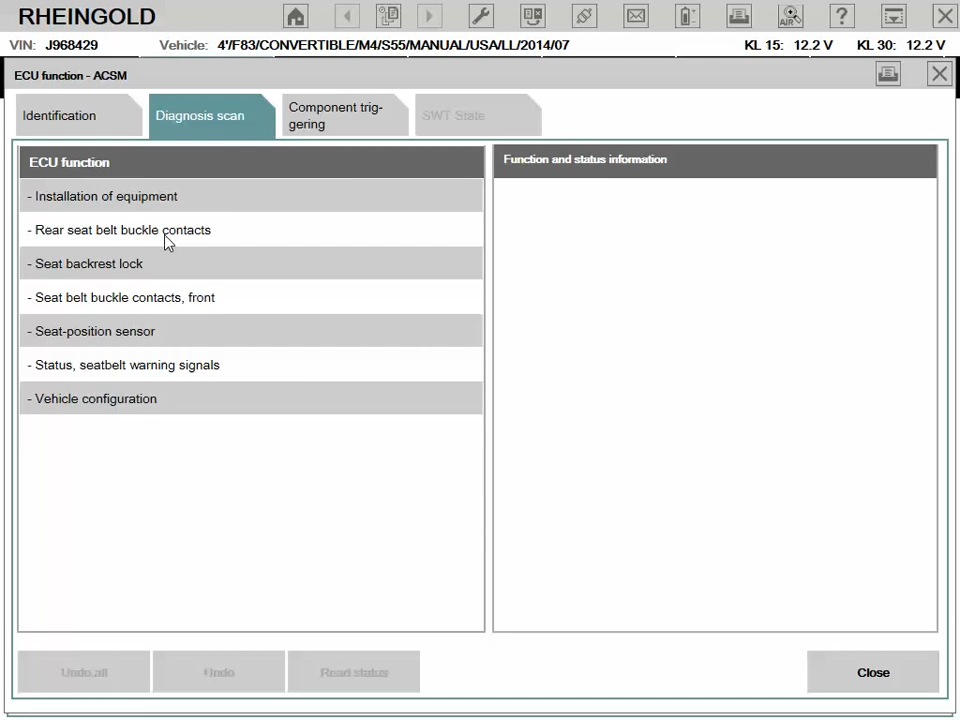 RHEINGOLD
?
VIN: J968429 Vehicle: 4'/F83/CONVERTIBLE/M4/S55/MANUAL/USA/LL/2014/07 KL 15: 12.2 V KL 30: 12.2 V
ECU function - ACSM
Identification
Diagnosis scan
Component trig-
gering
SWT State
ECU function
- Installation of equipment
- Rear seat belt buckle contacts
- Seat backrest lock
- Seat belt buckle contacts, front
- Seat-position sensor
- Status, seatbelt warning signals
- Vehicle configuration
Function and status information
Undo all
Undo
Read status
Close